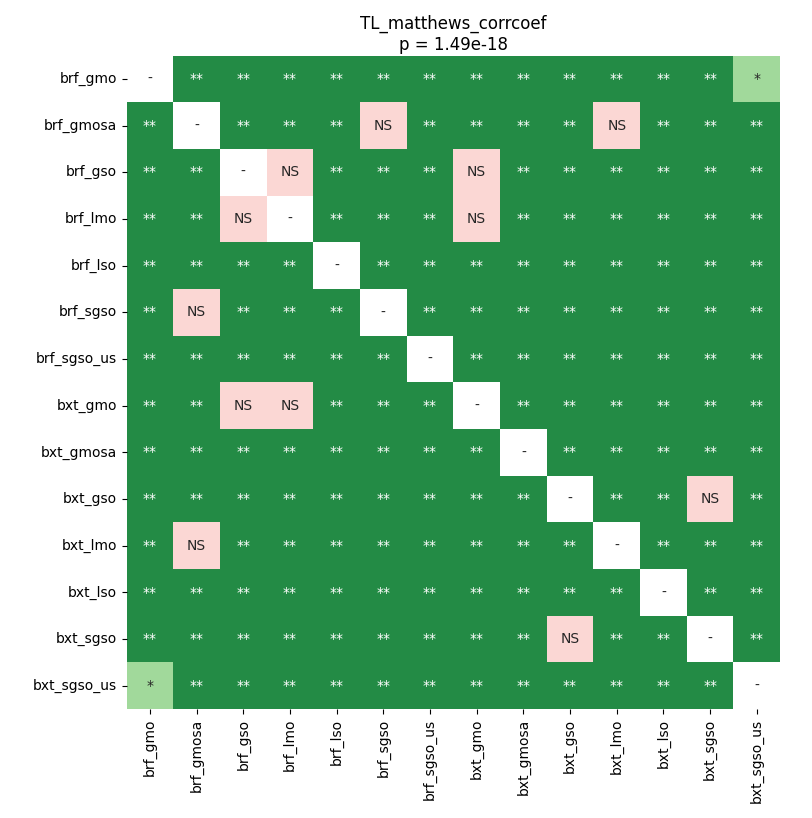 TL_matthews_corrcoef
p = 1.49e-18
brf_gmo - ** ** ** ** ** ** ** ** ** ** ** ** *
brf_gmosa ** - ** ** ** NS ** ** ** ** NS ** ** **
brf_gso ** ** - NS ** ** ** NS ** ** ** ** ** **
brf_lmo ** ** NS - ** ** ** NS ** ** ** ** ** **
brf_lso ** ** ** ** - ** ** ** ** ** ** ** ** **
brf_sgso ** NS ** ** ** - ** ** ** ** ** ** ** **
brf_sgso_us ** ** ** ** ** ** - ** ** ** ** ** ** **
bxt_gmo ** ** NS NS ** ** ** - ** ** ** ** ** **
bxt_gmosa ** ** ** ** ** ** ** ** - ** ** ** ** **
bxt_gso ** ** ** ** ** ** ** ** ** - ** ** NS **
bxt_lmo ** NS ** ** ** ** ** ** ** ** - ** ** **
bxt_lso ** ** ** ** ** ** ** ** ** ** ** - ** **
bxt_sgso ** ** ** ** ** ** ** ** ** NS ** ** - **
bxt_sgso_us * ** ** ** ** ** ** ** ** ** ** ** ** -
brf_gmo
brf_gmosa
brf_gso
brf_lmo
brf_lso
brf_sgso
brf_sgso_us
bxt_gmo
bxt_gmosa
bxt_gso
bxt_lmo
bxt_lso
bxt_sgso
bxt_sgso_us